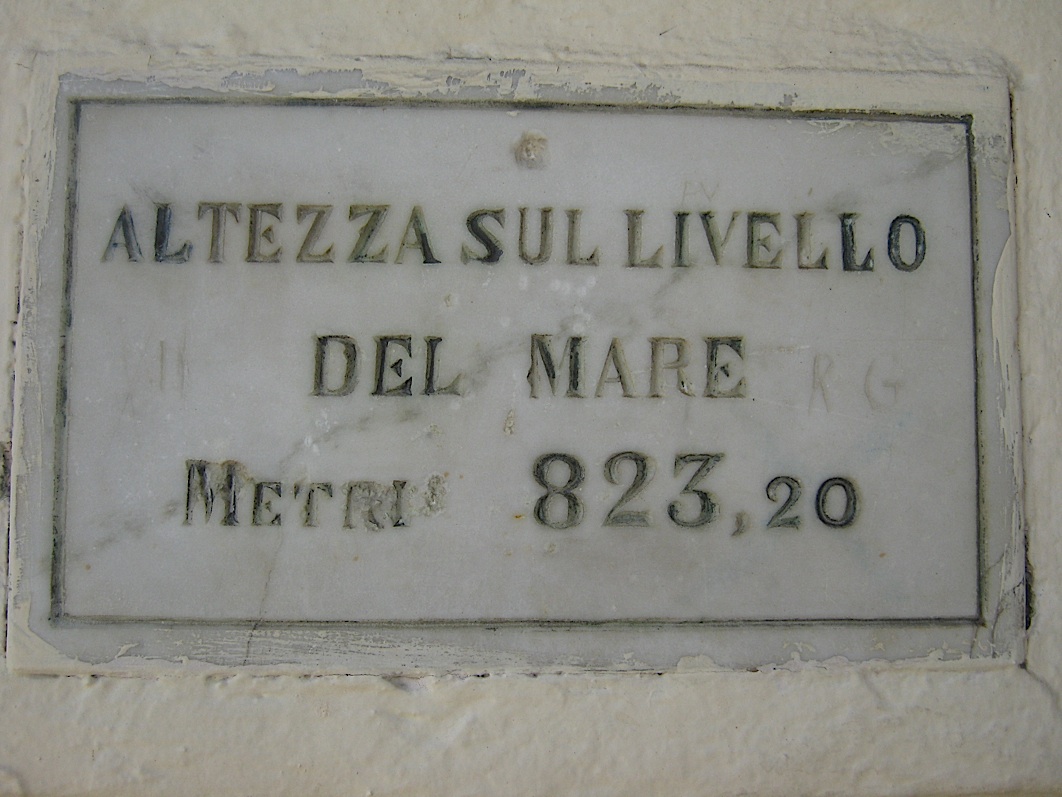 ALTEZZA SUL LIVELLO
DEL MARE
METRI 823,20